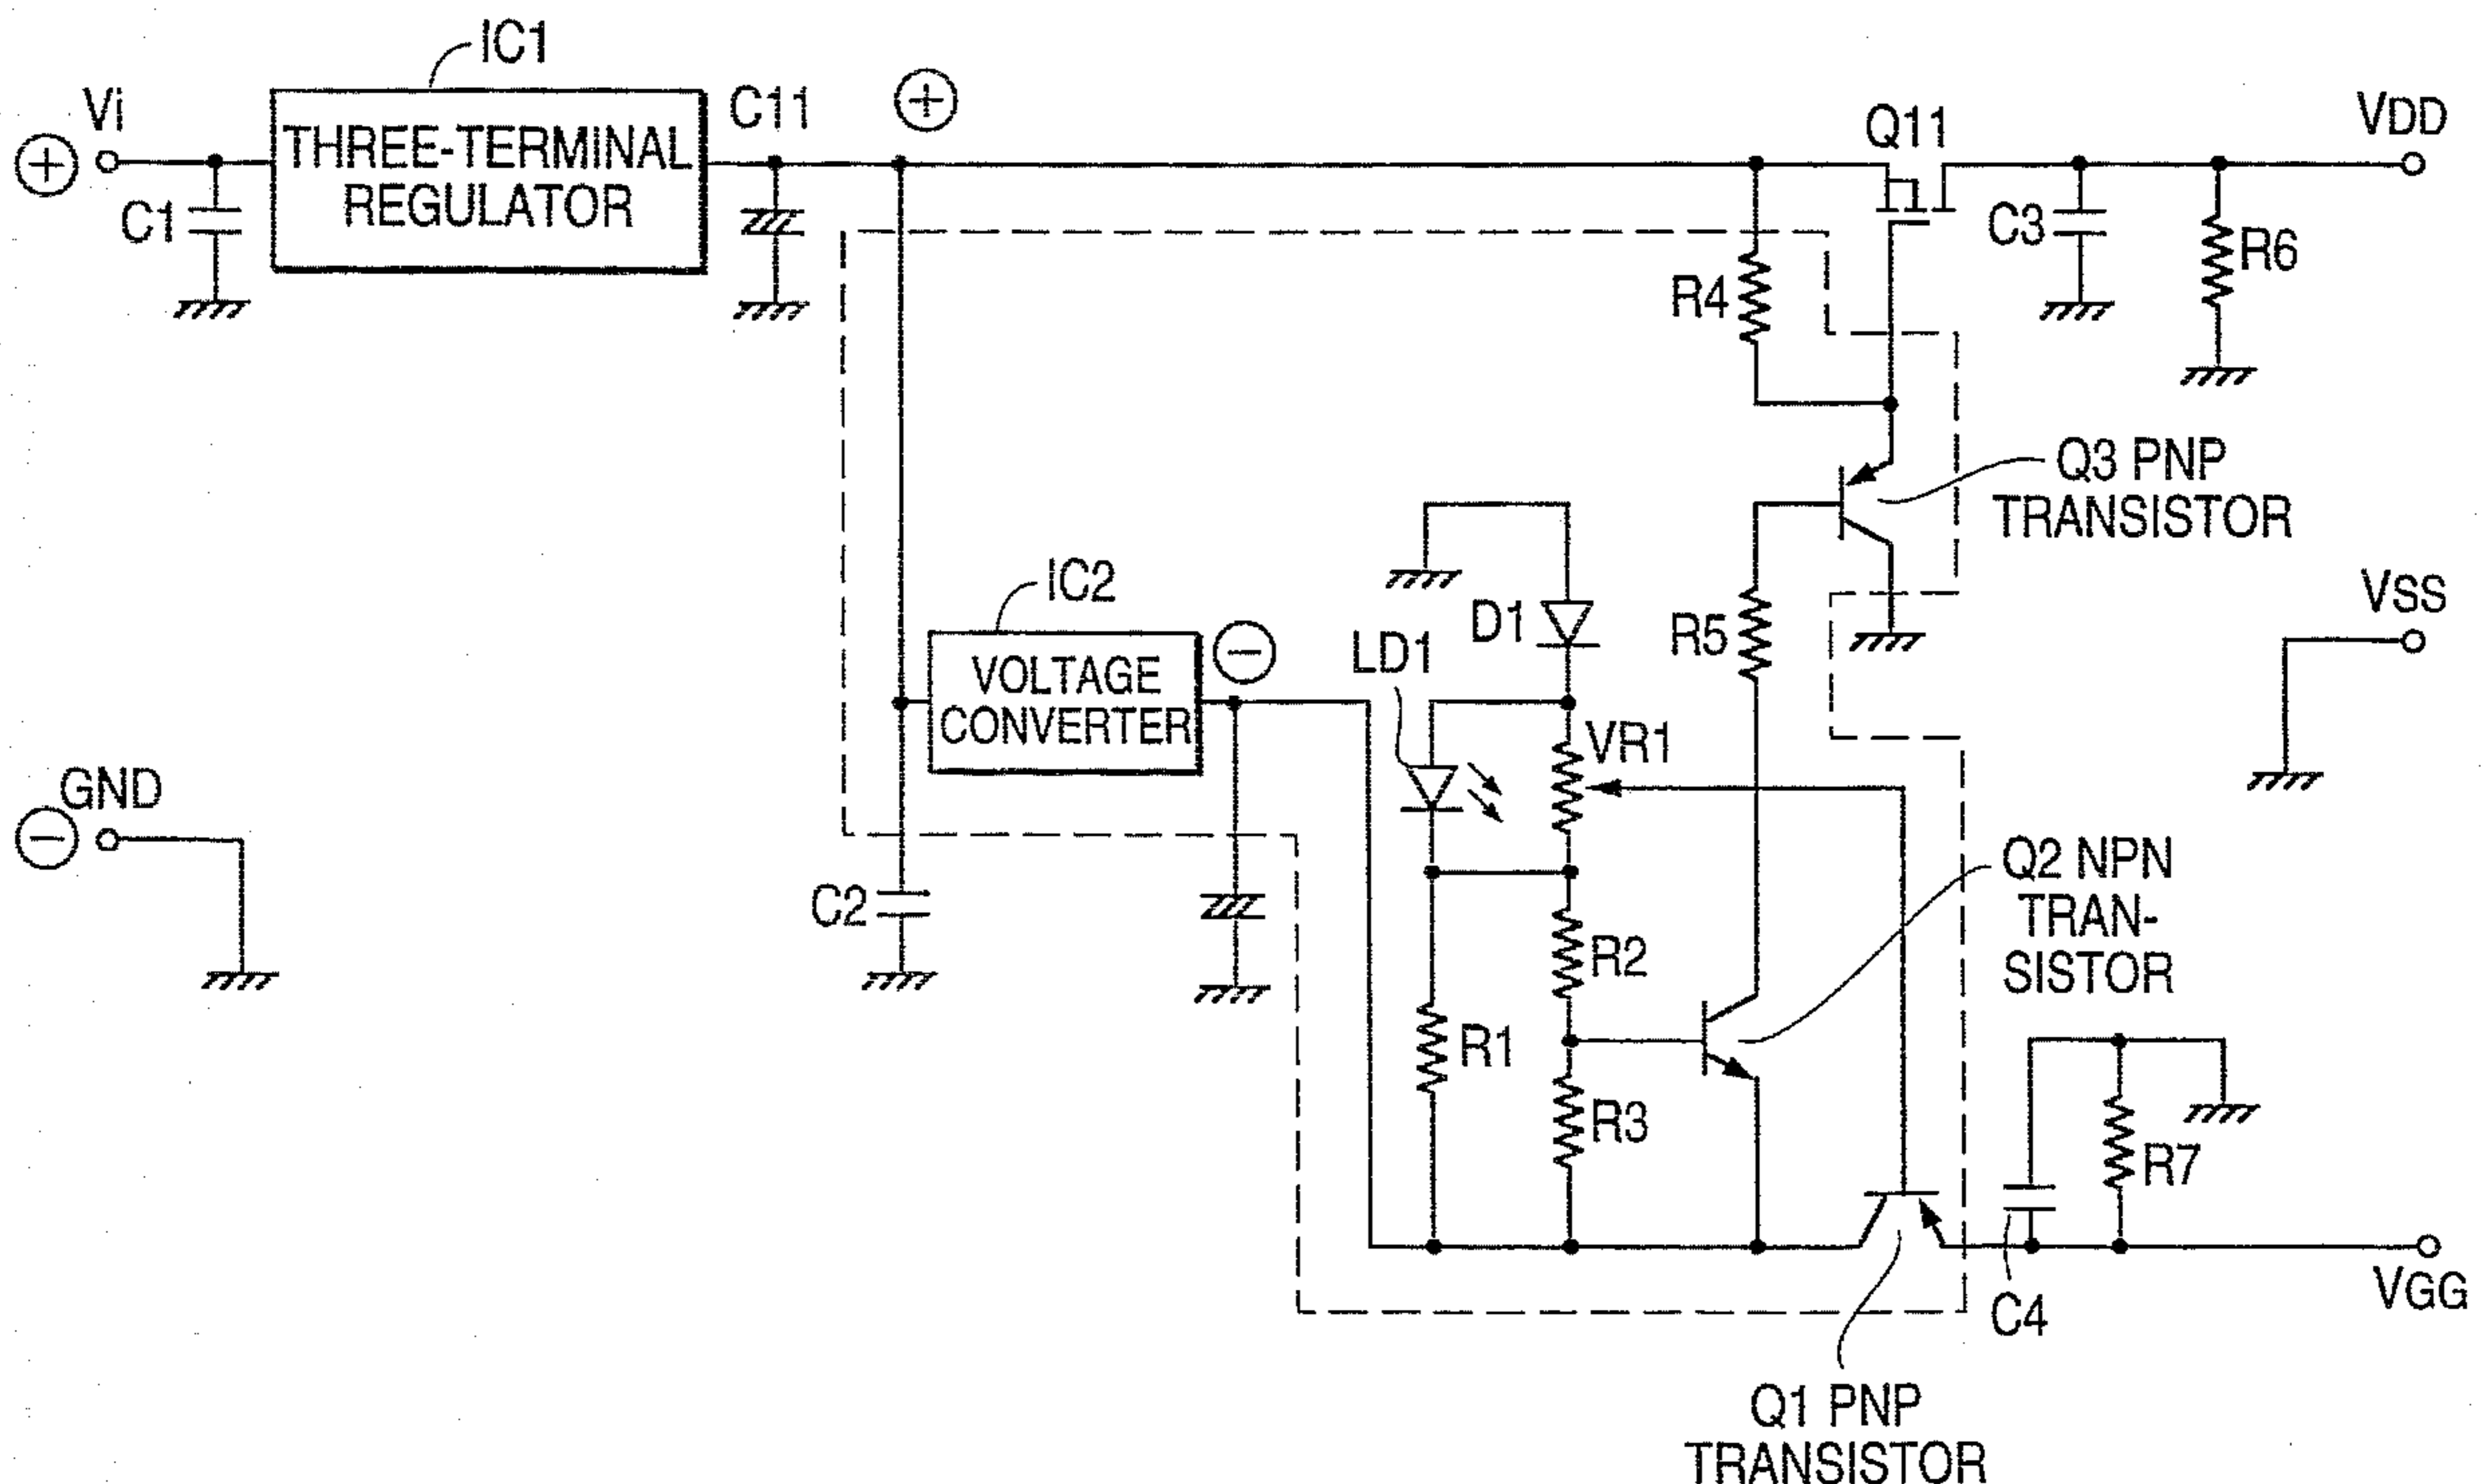 IC1
Vi
THREE-TERMINAL
REGULATOR
C11
Q11
VDD
C1
C3
R6
R4
Q3 PNP
TRANSISTOR
IC2
VOLTAGE
CONVERTER
D1
LD1
R5
VSS
VR1
GND
C2
R2
Q2 NPN
TRAN-
SISTOR
R1
R3
R7
C4
VGG
Q1 PNP
TRANSISTOR